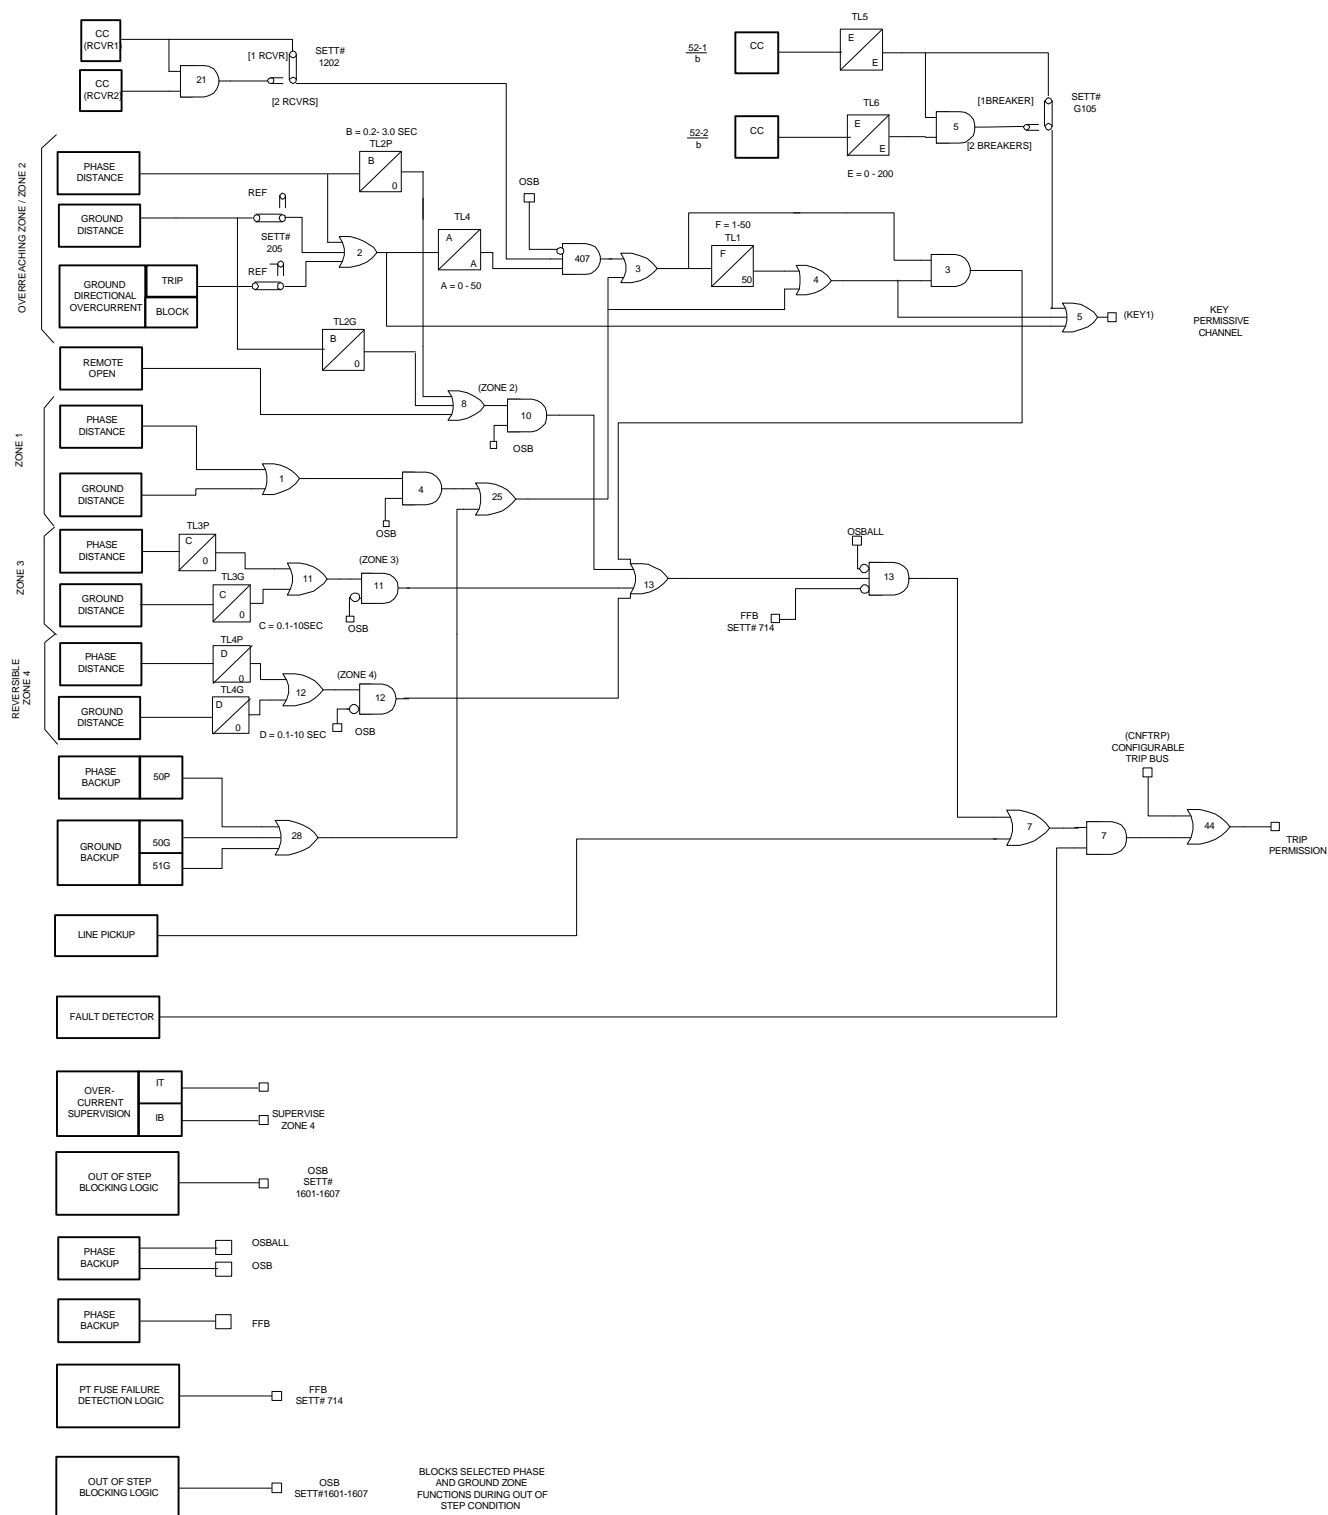 CC
(RCVR1)
CC
(RCVR2)
21
[1 RCVR]
SETT#
1202
[2 RCVRS]
52-1
b
CC
TL5
E
E
52-2
b
CC
TL6
E
E
E = 0 - 200
5
[1BREAKER]
[2 BREAKERS]
SETT#
G105
OVERREACHING ZONE / ZONE 2
PHASE
DISTANCE
GROUND
DISTANCE
GROUND
DIRECTIONAL
OVERCURRENT
TRIP
BLOCK
B = 0.2- 3.0 SEC
TL2P
B
0
REF
SETT#
205
REF
2
TL4
A
A
A = 0 - 50
OSB
407
3
F = 1-50
TL1
F
50
4
3
5
(KEY1)
KEY
PERMISSIVE
CHANNEL
TL2G
B
0
REMOTE
OPEN
8
(ZONE 2)
10
OSB
ZONE 1
PHASE
DISTANCE
GROUND
DISTANCE
1
4
OSB
25
ZONE 3
PHASE
DISTANCE
GROUND
DISTANCE
TL3P
C
0
TL3G
C
0
C = 0.1-10SEC
11
(ZONE 3)
11
OSB
13
OSBALL
13
FFB
SETT# 714
REVERSIBLE
ZONE 4
PHASE
DISTANCE
GROUND
DISTANCE
TL4P
D
0
TL4G
D
0
D = 0.1-10 SEC
12
(ZONE 4)
12
OSB
PHASE
BACKUP
50P
GROUND
BACKUP
50G
51G
28
7
7
(CNFTRP)
CONFIGURABLE
TRIP BUS
44
TRIP
PERMISSION
LINE PICKUP
FAULT DETECTOR
OVER-
CURRENT
SUPERVISION
IT
IB
SUPERVISE
ZONE 4
OUT OF STEP
BLOCKING LOGIC
OSB
SETT#
1601-1607
PHASE
BACKUP
OSBALL
OSB
PHASE
BACKUP
FFB
PT FUSE FAILURE
DETECTION LOGIC
FFB
SETT# 714
OUT OF STEP
BLOCKING LOGIC
OSB
SETT#1601-1607
BLOCKS SELECTED PHASE
AND GROUND ZONE
FUNCTIONS DURING OUT OF
STEP CONDITION